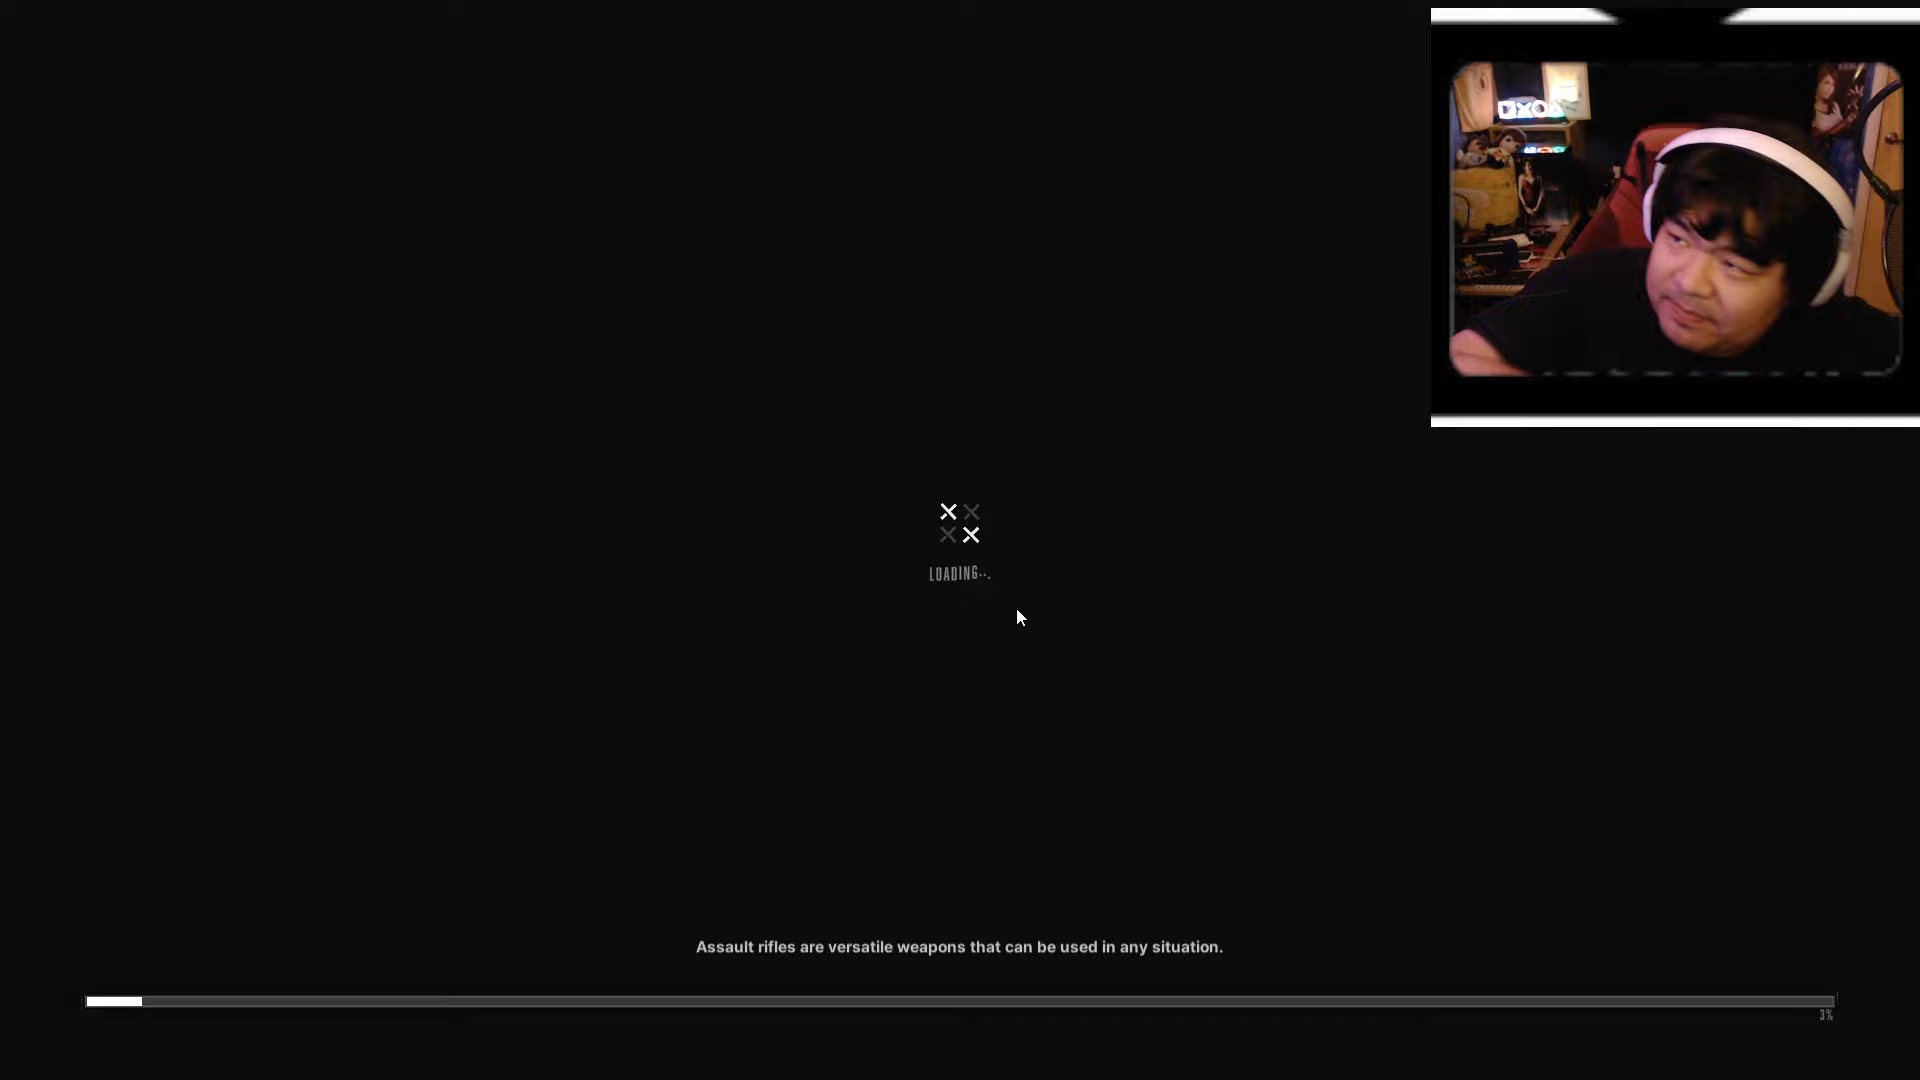 LOADING...
Assault rifles are versatile weapons that can be used in any situation.
3%